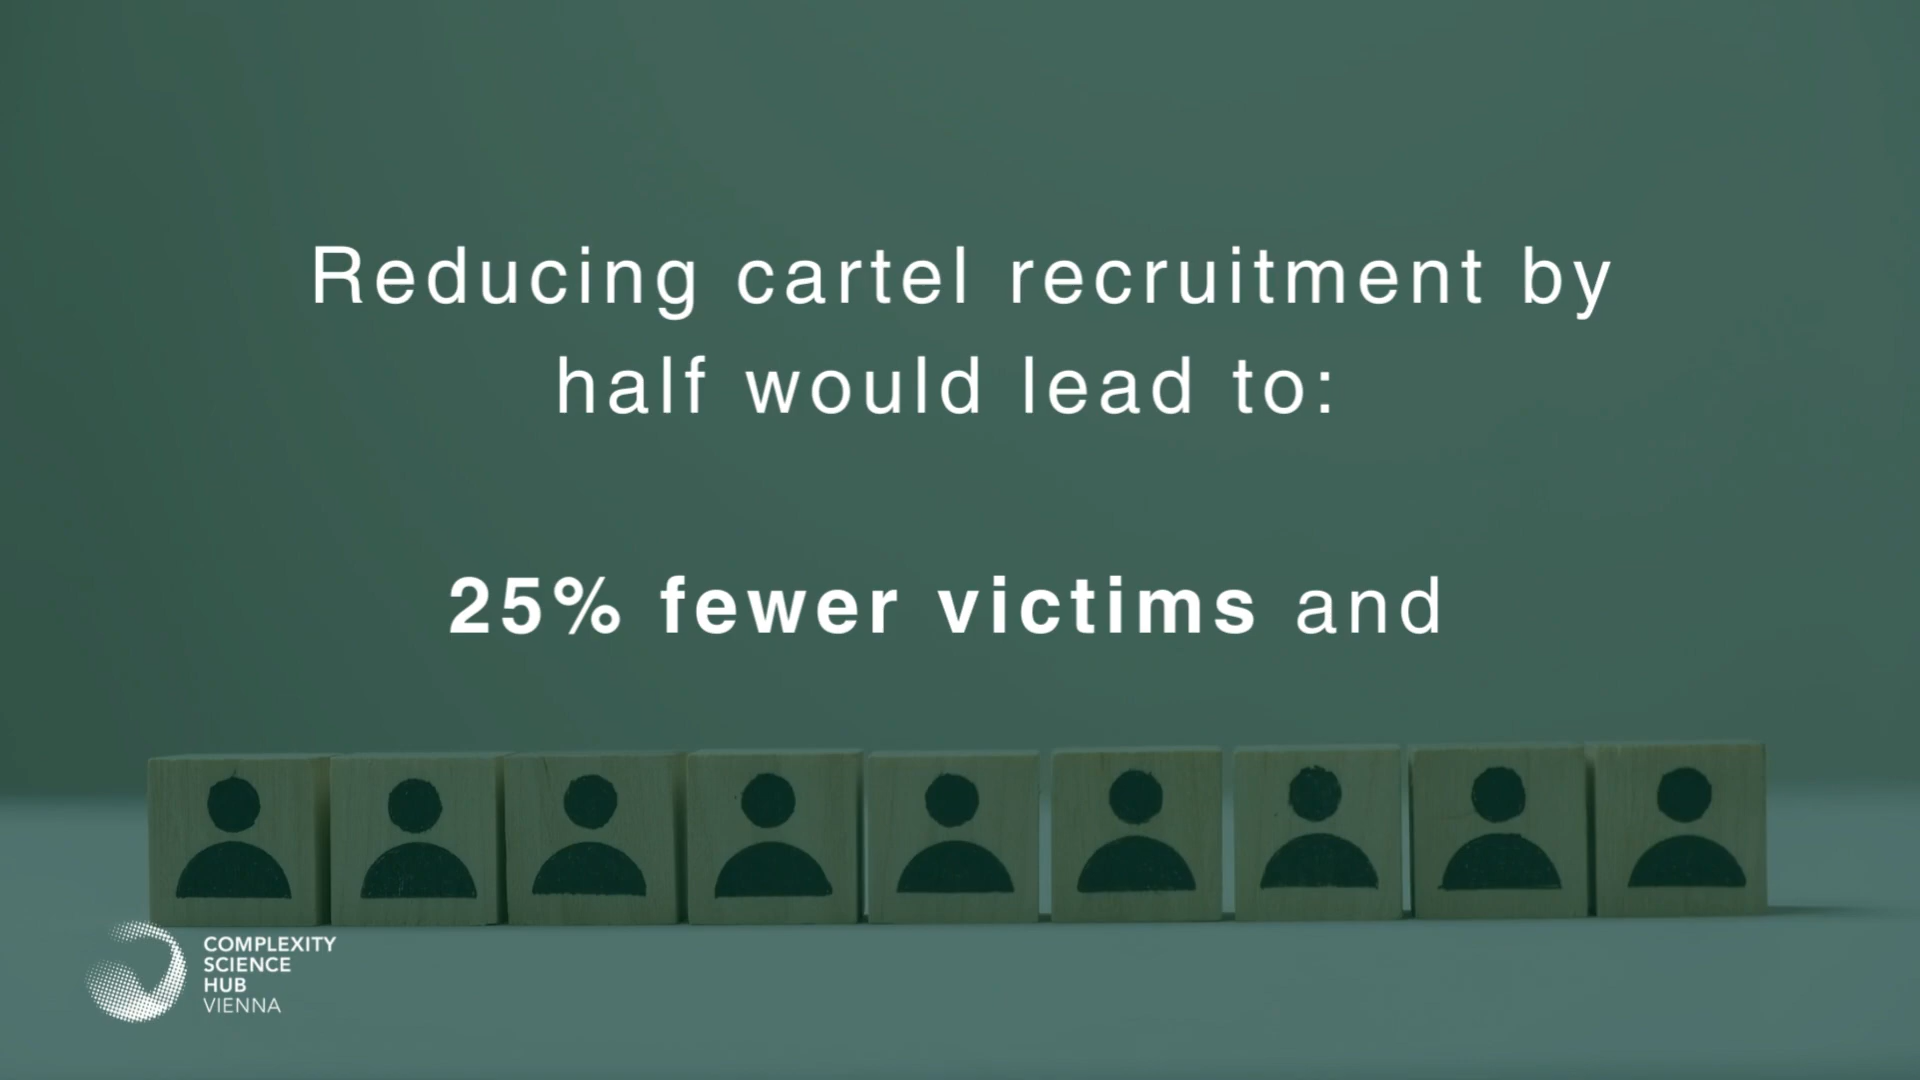 Reducing cartel recruitment by
half would lead to:
25% fewer victims and
COMPLEXITY
SCIENCE
HUB
VIENNA